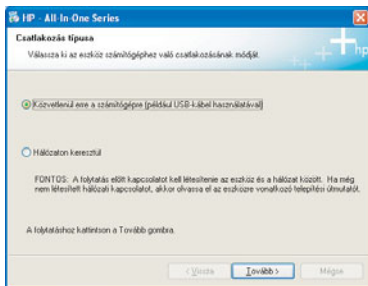 HP - All-In-One Series
Csatlakozás típusa
Válassza ki az eszköz számítógéphez való csatlakozásának módját.
hp
Közvetlenül erre a számítógépre (például USB-kábel használatával)
Hálózaton keresztül
FONTOS: A folytatás előtt kapcsolatot kell létesítenie az eszköz és a hálózat között. Ha még
nem létesített hálózati kapcsolatot, akkor olvassa el az eszközre vonatkozó telepítési útmutatót.
A folytatáshoz kattintson a Tovább gombra.
< Vissza Tovább > Mégse